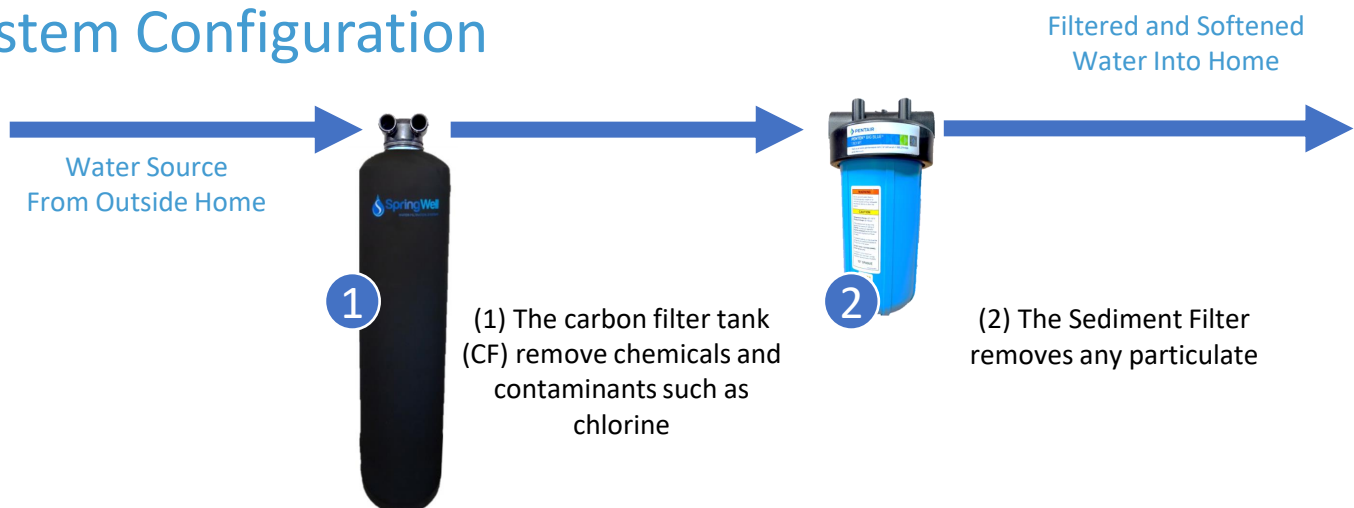 stem Configuration
Filtered and Softened
Water Into Home
Water Source
From Outside Home
SpringWell
PENTAIR
CAUTION
1
(1) The carbon filter tank
(CF) remove chemicals and
contaminants such as
chlorine
2
(2) The Sediment Filter
removes any particulate